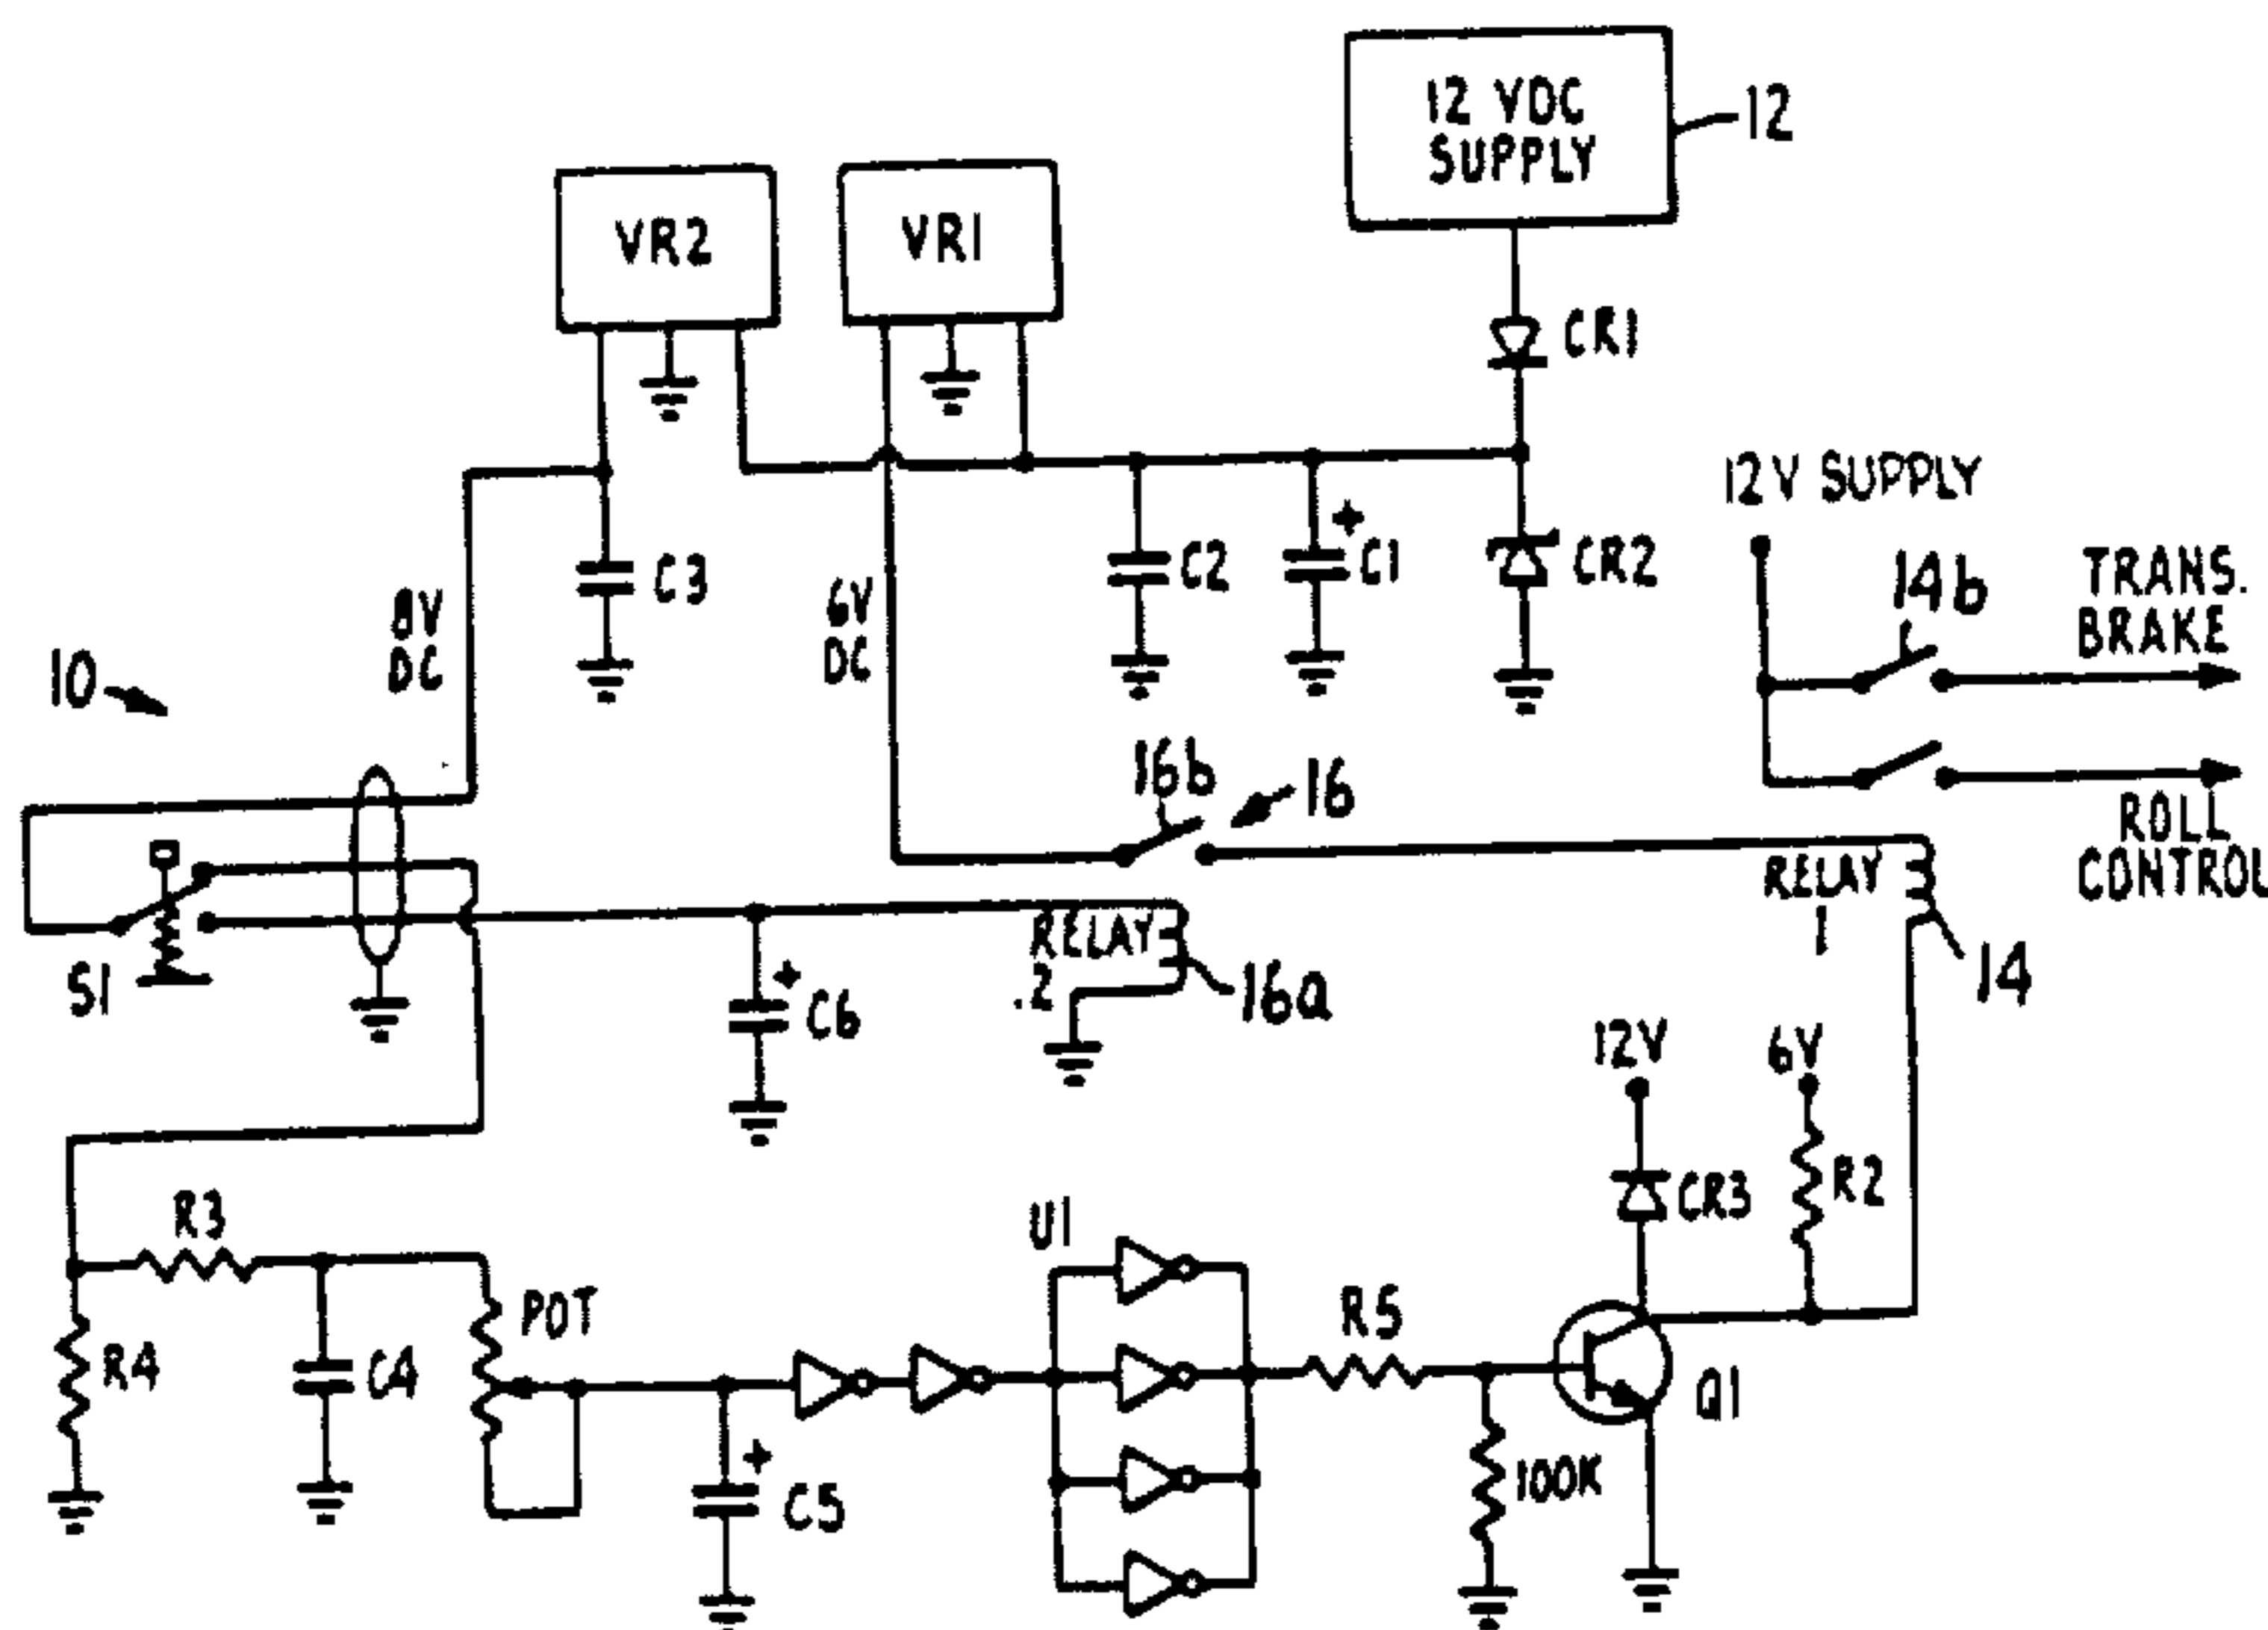 12 VDC
SUPPLY
12
VR2
VR1
CR1
12V SUPPLY
C3
C2
C1
CR2
14b
TRANS.
BRAKE
8V
DC
6V
DC
10
16b
16
ROLL
CONTROL
RELAY
1
14
S1
C6
RELAY
.2
16a
12V
6V
R3
U1
CR3
R2
R4
C4
POT
R5
Q1
C5
100K